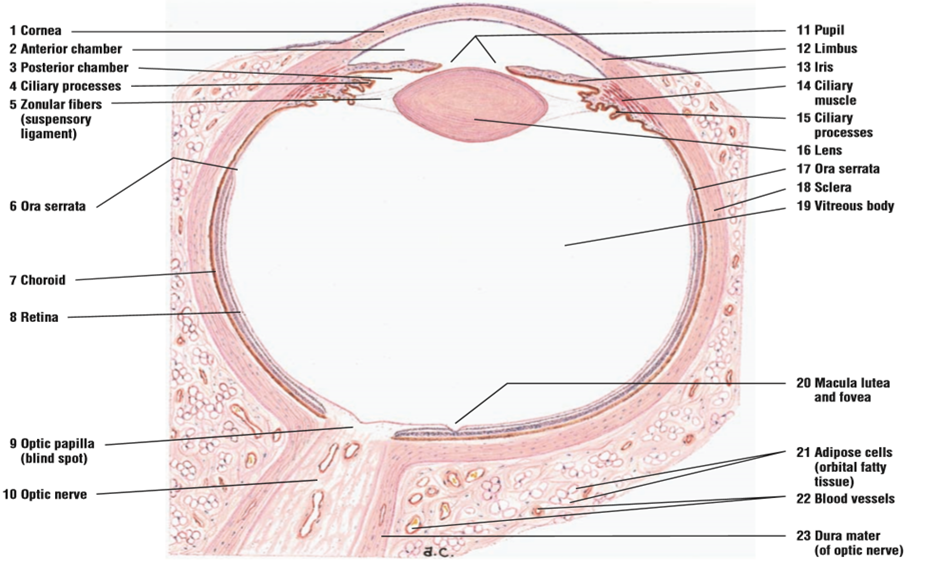 1 Cornea
2 Anterior chamber
3 Posterior chamber
4 Ciliary processes
5 Zonular fibers
(suspensory
ligament)
6 Ora serrata
7 Choroid
8 Retina
9 Optic papilla
(blind spot)
10 Optic nerve
11 Pupil
12 Limbus
13 Iris
14 Ciliary
muscle
15 Ciliary
processes
16 Lens
17 Ora serrata
18 Sclera
19 Vitreous body
20 Macula lutea
and fovea
21 Adipose cells
(orbital fatty
tissue)
22 Blood vessels
23 Dura mater
(of optic nerve)
a.c.